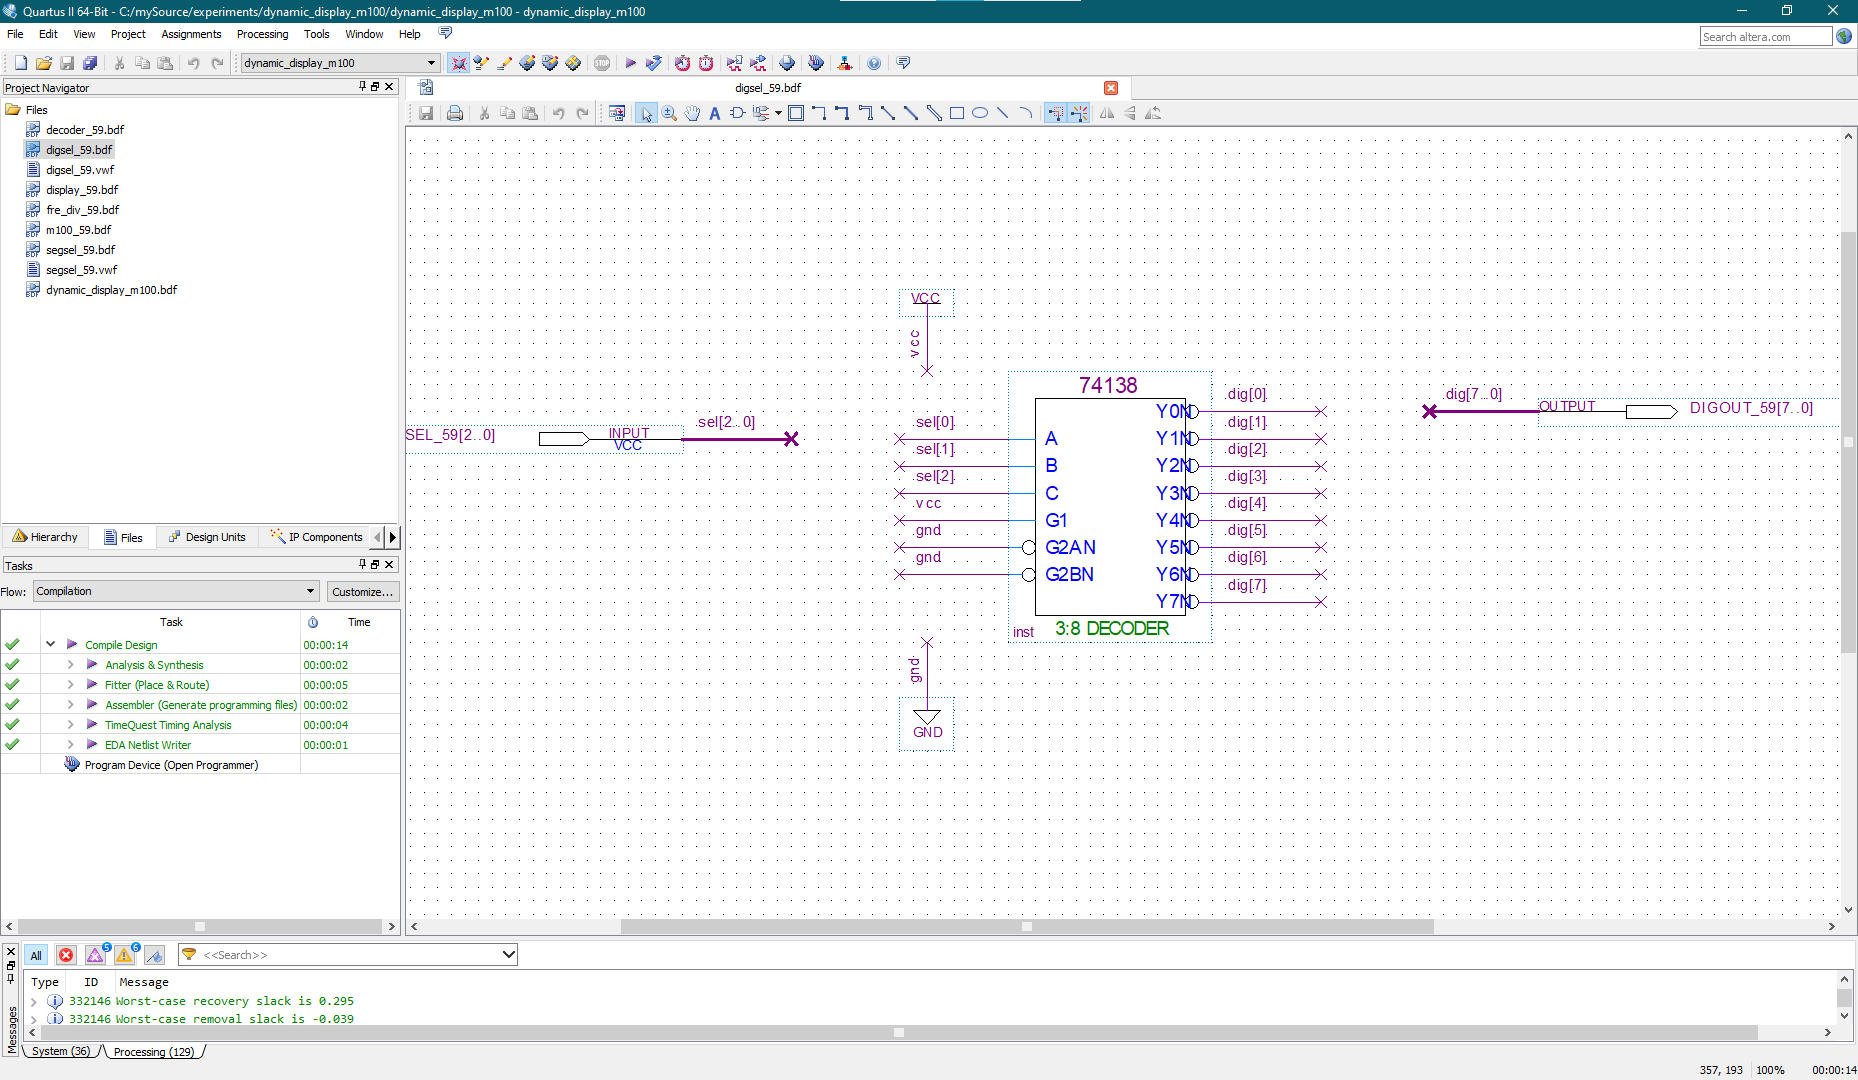 Quartus II 64-Bit - C:/mySource/experiments/dynamic_display_m100/dynamic_display_m100 - dynamic_display_m100
File Edit View Project Assignments Processing Tools Window Help
Search altera.com
dynamic_display_m100
STOP
Project Navigator
digsel_59.bdf
Files
decoder_59.bdf
digsel_59.bdf
digsel_59.vwf
display_59.bdf
fre_div_59.bdf
m100_59.bdf
segsel_59.bdf
segsel_59.vwf
dynamic_display_m100.bdf
Hierarchy Files Design Units IP Components
Tasks
Flow: Compilation Customize...
Task Time
Compile Design 00:00:14
Analysis & Synthesis 00:00:02
Fitter (Place & Route) 00:00:05
Assembler (Generate programming files) 00:00:02
TimeQuest Timing Analysis 00:00:04
EDA Netlist Writer 00:00:01
Program Device (Open Programmer)
VCC
vcc
SEL_59[2..0] INPUT VCC sel[2..0]
sel[0]
sel[1]
sel[2]
vcc
gnd
gnd
74138
A Y0N
B Y1N
C Y2N
G1 Y3N
G2AN Y4N
G2BN Y5N
Y6N
Y7N
inst 3:8 DECODER
dig[0]
dig[1]
dig[2]
dig[3]
dig[4]
dig[5]
dig[6]
dig[7]
dig[7..0] OUTPUT DIGOUT_59[7..0]
gnd
GND
Messages
All 5 6 <<Search>>
Type ID Message
332146 Worst-case recovery slack is 0.295
332146 Worst-case removal slack is -0.039
System (36) Processing (129)
357, 193 100% 00:00:14